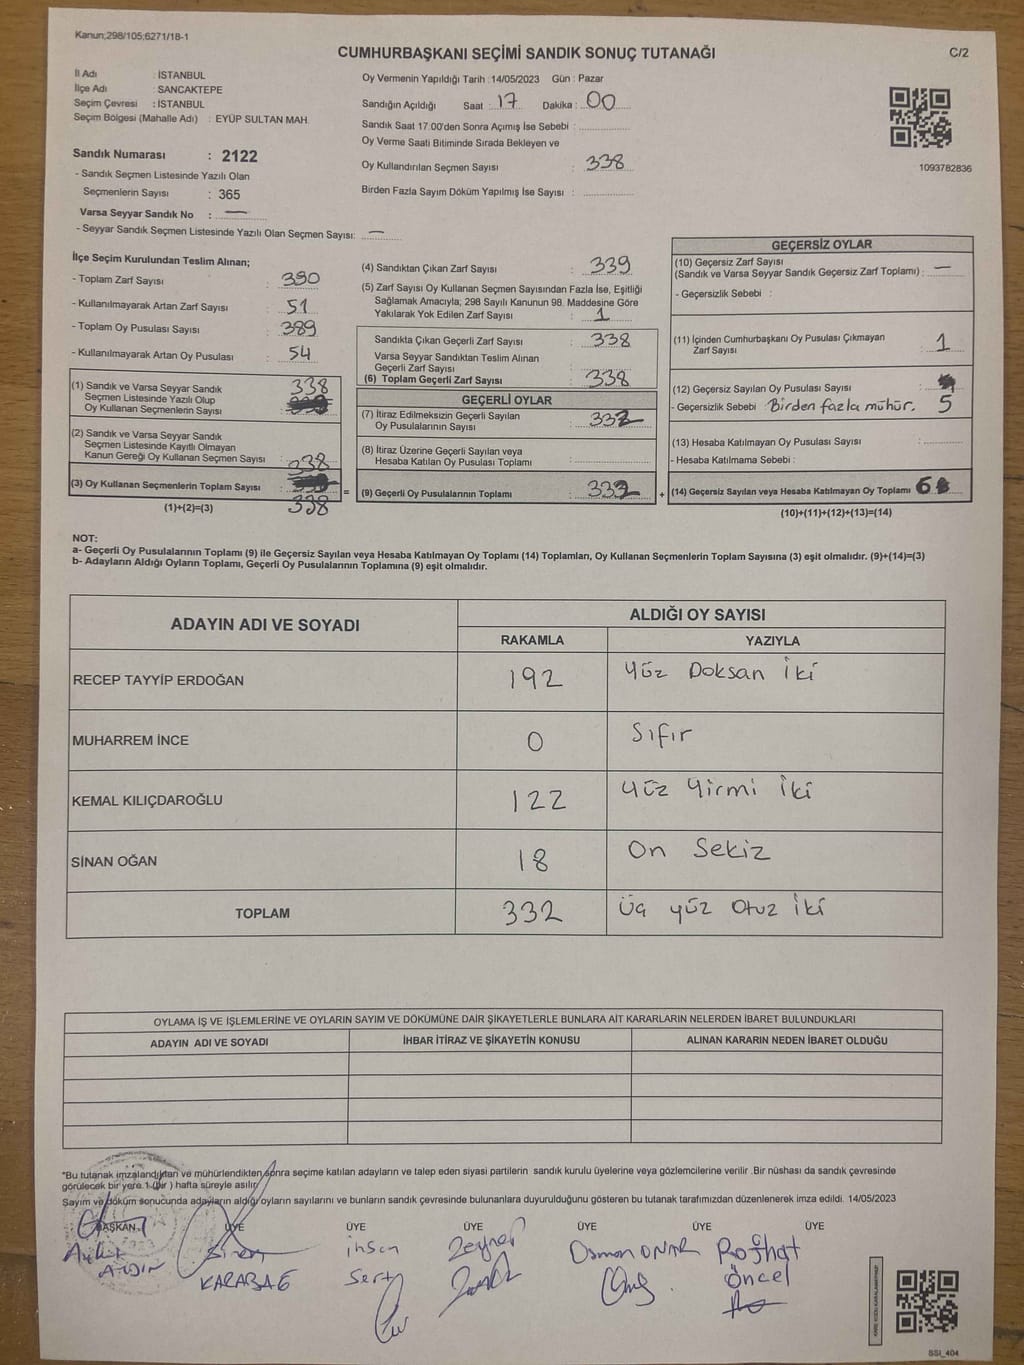 Kanun;298/105;6271/18-1
CUMHURBAŞKANI SEÇİMİ SANDIK SONUÇ TUTANAĞI
C/2
İl Adı : İSTANBUL
İlçe Adı : SANCAKTEPE
Seçim Çevresi : İSTANBUL
Seçim Bölgesi (Mahalle Adı) : EYÜP SULTAN MAH.
Sandık Numarası : 2122
- Sandık Seçmen Listesinde Yazılı Olan
Seçmenlerin Sayısı : 365
Varsa Seyyar Sandık No : —
- Seyyar Sandık Seçmen Listesinde Yazılı Olan Seçmen Sayısı: —
Oy Vermenin Yapıldığı Tarih :14/05/2023 Gün : Pazar
Sandığın Açıldığı Saat : 17 Dakika : 00
Sandık Saat 17:00'den Sonra Açımış İse Sebebi :
Oy Verme Saati Bitiminde Sırada Bekleyen ve
Oy Kullandırılan Seçmen Sayısı : 338
Birden Fazla Sayım Döküm Yapılmış İse Sayısı :
1093782836
İlçe Seçim Kurulundan Teslim Alınan;
- Toplam Zarf Sayısı : 390
- Kullanılmayarak Artan Zarf Sayısı : 51
- Toplam Oy Pusulası Sayısı : 389
- Kullanılmayarak Artan Oy Pusulası : 54
(1) Sandık ve Varsa Seyyar Sandık
Seçmen Listesinde Yazılı Olup
Oy Kullanan Seçmenlerin Sayısı : 338
(2) Sandık ve Varsa Seyyar Sandık
Seçmen Listesinde Kayıtlı Olmayan
Kanun Gereği Oy Kullanan Seçmen Sayısı :
(3) Oy Kullanan Seçmenlerin Toplam Sayısı : 338
338
(1)+(2)=(3)
(4) Sandıktan Çıkan Zarf Sayısı : 339
(5) Zarf Sayısı Oy Kullanan Seçmen Sayısından Fazla İse, Eşitliği
Sağlamak Amacıyla; 298 Sayılı Kanunun 98. Maddesine Göre
Yakılarak Yok Edilen Zarf Sayısı : 1
Sandıkta Çıkan Geçerli Zarf Sayısı : 338
Varsa Seyyar Sandıktan Teslim Alınan
Geçerli Zarf Sayısı :
(6) Toplam Geçerli Zarf Sayısı : 338
GEÇERLİ OYLAR
(7) İtiraz Edilmeksizin Geçerli Sayılan
Oy Pusulalarının Sayısı : 332
(8) İtiraz Üzerine Geçerli Sayılan veya
Hesaba Katılan Oy Pusulası Toplamı :
= (9) Geçerli Oy Pusulalarının Toplamı : 332 +
GEÇERSİZ OYLAR
(10) Geçersiz Zarf Sayısı
(Sandık ve Varsa Seyyar Sandık Geçersiz Zarf Toplamı) : —
- Geçersizlik Sebebi :
(11) İçinden Cumhurbaşkanı Oy Pusulası Çıkmayan
Zarf Sayısı : 1
(12) Geçersiz Sayılan Oy Pusulası Sayısı :
- Geçersizlik Sebebi : Birden fazla mühür. 5
(13) Hesaba Katılmayan Oy Pusulası Sayısı :
- Hesaba Katılmama Sebebi :
(14) Geçersiz Sayılan veya Hesaba Katılmayan Oy Toplamı 6
(10)+(11)+(12)+(13)=(14)
NOT:
a- Geçerli Oy Pusulalarının Toplamı (9) ile Geçersiz Sayılan veya Hesaba Katılmayan Oy Toplamı (14) Toplamları, Oy Kullanan Seçmenlerin Toplam Sayısına (3) eşit olmalıdır. (9)+(14)=(3)
b- Adayların Aldığı Oyların Toplamı, Geçerli Oy Pusulalarının Toplamına (9) eşit olmalıdır.
ADAYIN ADI VE SOYADI
ALDIĞI OY SAYISI
RAKAMLA YAZIYLA
RECEP TAYYİP ERDOĞAN 192 Yüz Doksan İki
MUHARREM İNCE 0 Sıfır
KEMAL KILIÇDAROĞLU 122 Yüz Yirmi İki
SİNAN OĞAN 18 On Sekiz
TOPLAM 332 Üç yüz Otuz İki
OYLAMA İŞ VE İŞLEMLERİNE VE OYLARIN SAYIM VE DÖKÜMÜNE DAİR ŞİKAYETLERLE BUNLARA AİT KARARLARIN NELERDEN İBARET BULUNDUKLARI
ADAYIN ADI VE SOYADI İHBAR İTİRAZ VE ŞİKAYETİN KONUSU ALINAN KARARIN NEDEN İBARET OLDUĞU
*Bu tutanak imzalandıktan ve mühürlendikten sonra seçime katılan adayların ve talep eden siyasi partilerin sandık kurulu üyelerine veya gözlemcilerine verilir .Bir nüshası da sandık çevresinde
görülecek bir yere 1 (bir ) hafta süreyle asılır.
Sayım ve döküm sonucunda adayların aldığı oyların sayılarını ve bunların sandık çevresinde bulunanlara duyurulduğunu gösteren bu tutanak tarafımızdan düzenlenerek imza edildi. 14/05/2023
BAŞKAN ÜYE ÜYE ÜYE ÜYE ÜYE ÜYE
AYDIN
KARABAĞ
ihsan
Sert
Zeynep
Osman ONAR
Roğhat
Öncel
SSI_404